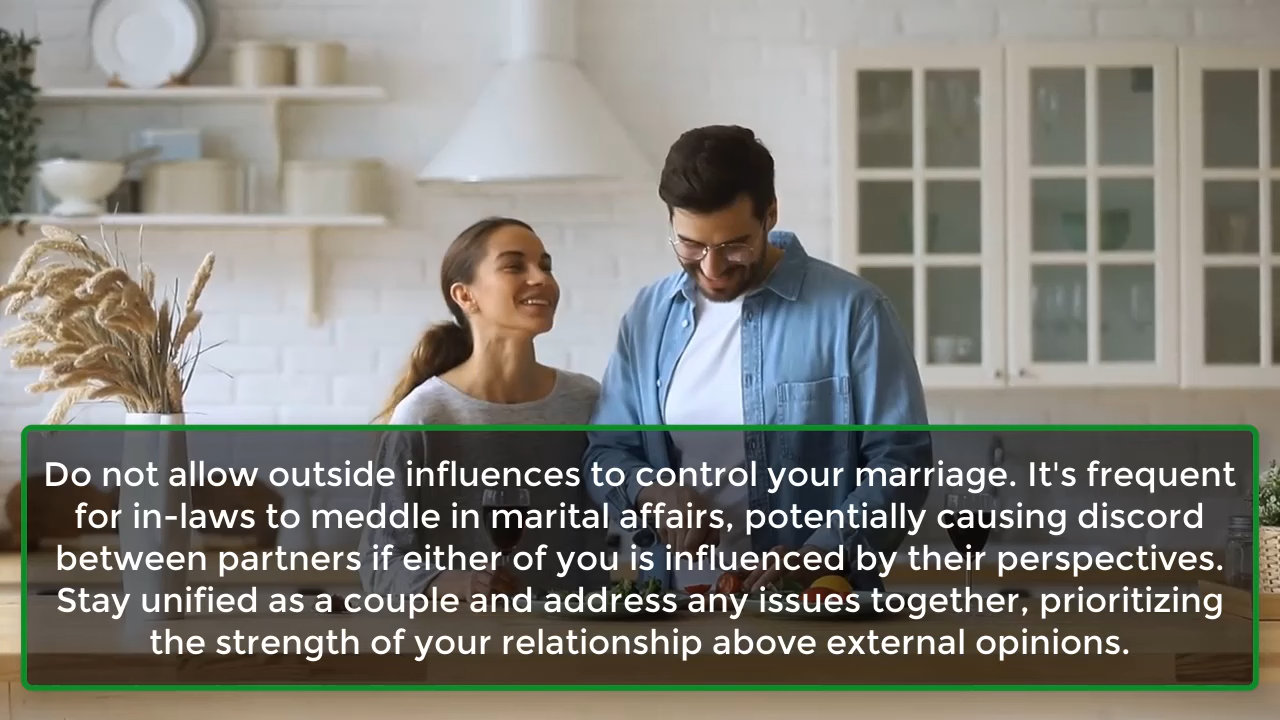 Do not allow outside influences to control your marriage. It's frequent
for in-laws to meddle in marital affairs, potentially causing discord
between partners if either of you is influenced by their perspectives.
Stay unified as a couple and address any issues together, prioritizing
the strength of your relationship above external opinions.